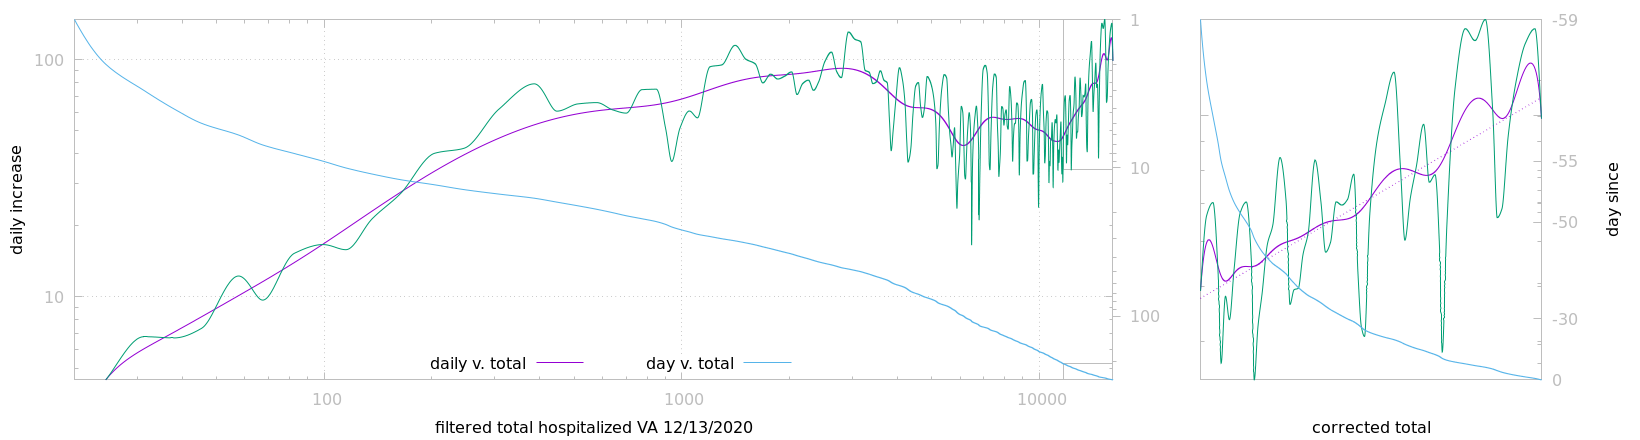 daily increase
100
10
1
10
100
daily v. total
day v. total
100
1000
10000
filtered total hospitalized VA 12/13/2020
-59
-55
-50
-30
0
day since
corrected total